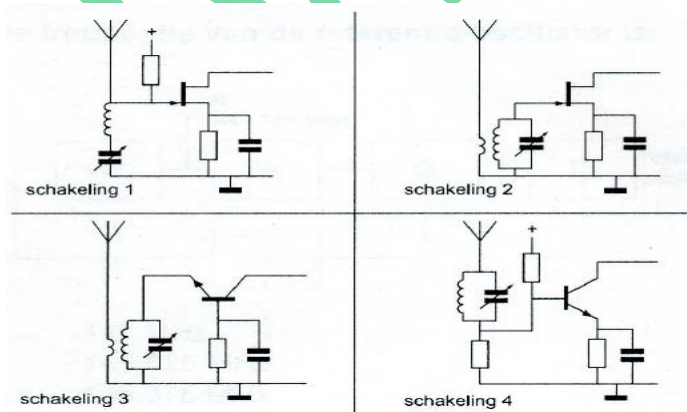 +
schakeling 1
schakeling 2
+
schakeling 3
schakeling 4